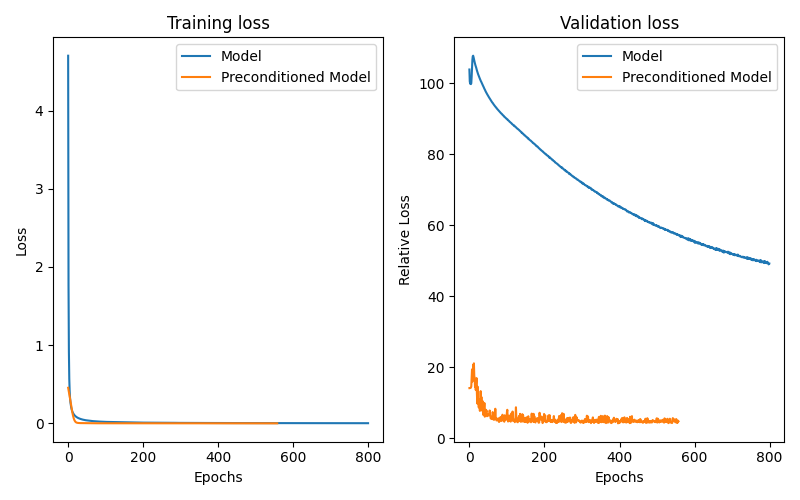 Training loss
Model
Preconditioned Model
4
3
2
1
0
Loss
0
200
400
600
800
Epochs
Validation loss
Model
Preconditioned Model
100
80
60
40
20
0
Relative Loss
0
200
400
600
800
Epochs